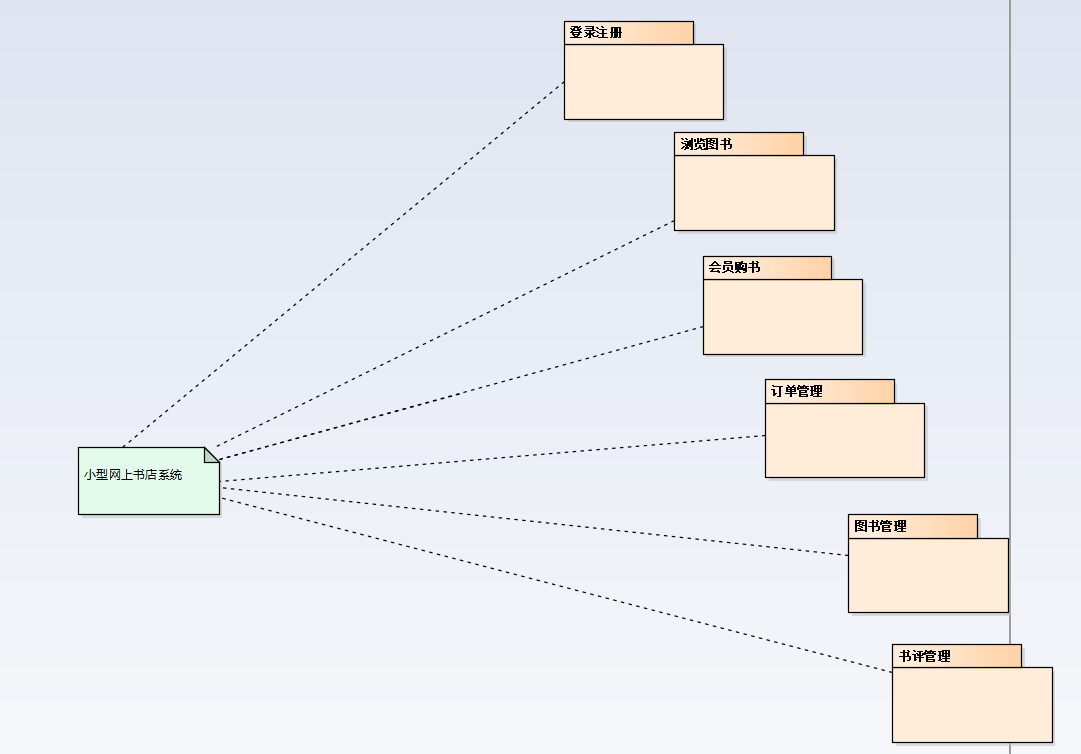 登录注册
浏览图书
会员购书
订单管理
小型网上书店系统
图书管理
书评管理